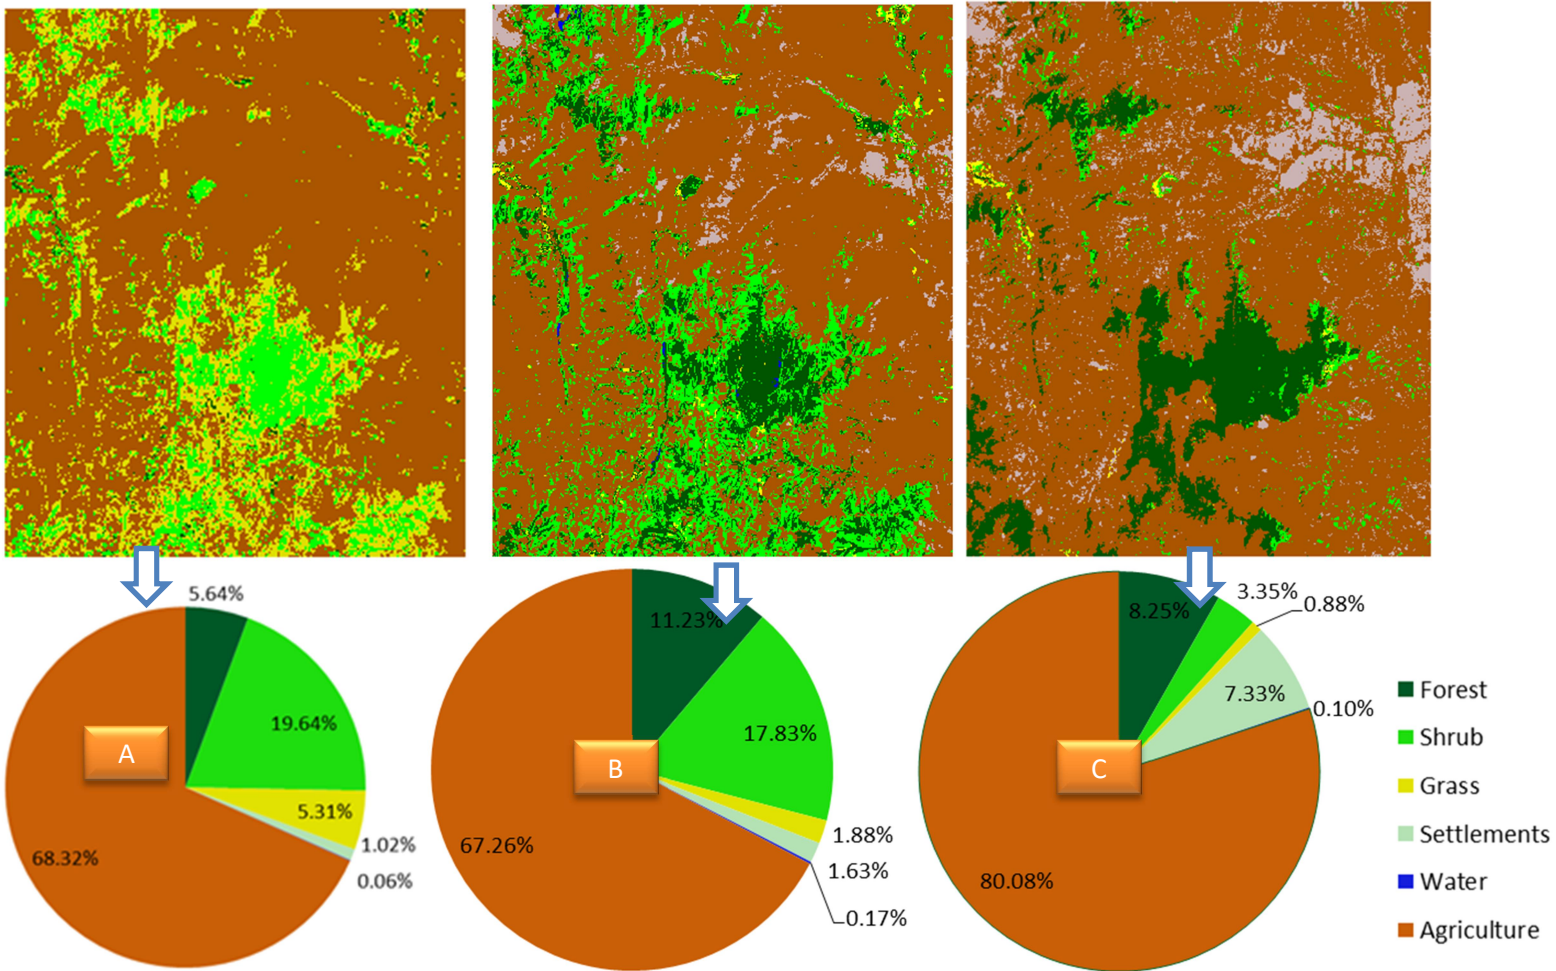 5.64%
19.64%
5.31%
1.02%
0.06%
68.32%
A
11.23%
17.83%
1.88%
1.63%
0.17%
67.26%
B
8.25%
3.35%
0.88%
7.33%
0.10%
80.08%
C
Forest
Shrub
Grass
Settlements
Water
Agriculture